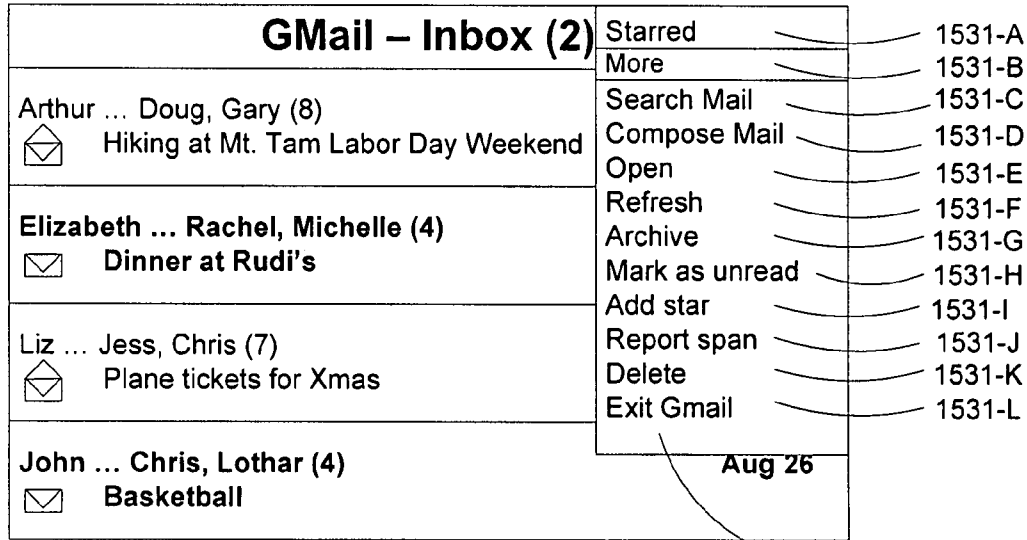 GMail – Inbox (2)
Arthur ... Doug, Gary (8)
Hiking at Mt. Tam Labor Day Weekend
Elizabeth ... Rachel, Michelle (4)
Dinner at Rudi's
Liz ... Jess, Chris (7)
Plane tickets for Xmas
John ... Chris, Lothar (4)
Basketball
Aug 26
Starred 1531-A
More 1531-B
Search Mail 1531-C
Compose Mail 1531-D
Open 1531-E
Refresh 1531-F
Archive 1531-G
Mark as unread 1531-H
Add star 1531-I
Report span 1531-J
Delete 1531-K
Exit Gmail 1531-L